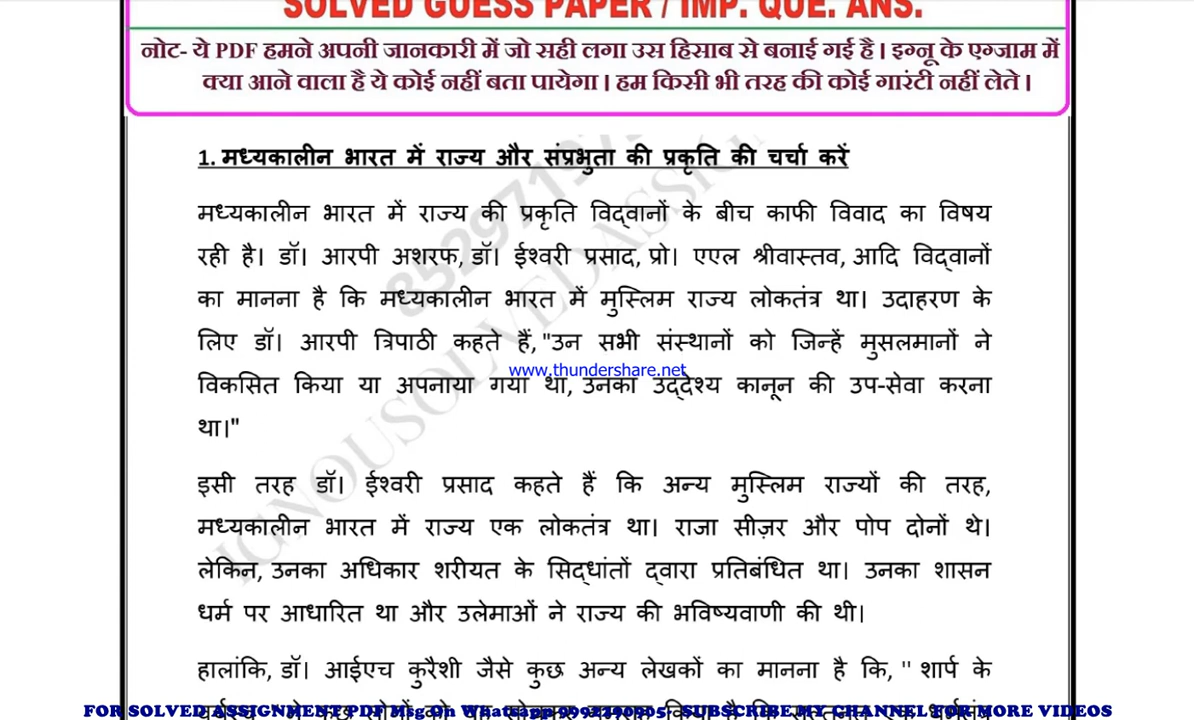 SOLVED GUESS PAPER / IMP. QUE. ANS.
नोट- ये PDF हमने अपनी जानकारी में जो सही लगा उस हिसाब से बनाई गई है। इग्नू के एग्जाम में
क्या आने वाला है ये कोई नहीं बता पायेगा। हम किसी भी तरह की कोई गारंटी नहीं लेते।
1. मध्यकालीन भारत में राज्य और संप्रभुता की प्रकृति की चर्चा करें
मध्यकालीन भारत में राज्य की प्रकृति विद्वानों के बीच काफी विवाद का विषय
रही है। डॉ। आरपी अशरफ, डॉ। ईश्वरी प्रसाद, प्रो। एएल श्रीवास्तव, आदि विद्वानों
का मानना है कि मध्यकालीन भारत में मुस्लिम राज्य लोकतंत्र था। उदाहरण के
लिए डॉ। आरपी त्रिपाठी कहते हैं, "उन सभी संस्थानों को जिन्हें मुसलमानों ने
www.thundershare.net
विकसित किया या अपनाया गया था, उनका उद्देश्य कानून की उप-सेवा करना
था।"
इसी तरह डॉ। ईश्वरी प्रसाद कहते हैं कि अन्य मुस्लिम राज्यों की तरह,
मध्यकालीन भारत में राज्य एक लोकतंत्र था। राजा सीज़र और पोप दोनों थे।
लेकिन, उनका अधिकार शरीयत के सिद्धांतों द्वारा प्रतिबंधित था। उनका शासन
धर्म पर आधारित था और उलेमाओं ने राज्य की भविष्यवाणी की थी।
हालांकि, डॉ। आईएच कुरैशी जैसे कुछ अन्य लेखकों का मानना है कि, '' शार्प के
FOR SOLVED ASSIGNMENT PDF Msg On Whatsapp 9992290905 SUBSCRIBE MY CHANNEL FOR MORE VIDEOS